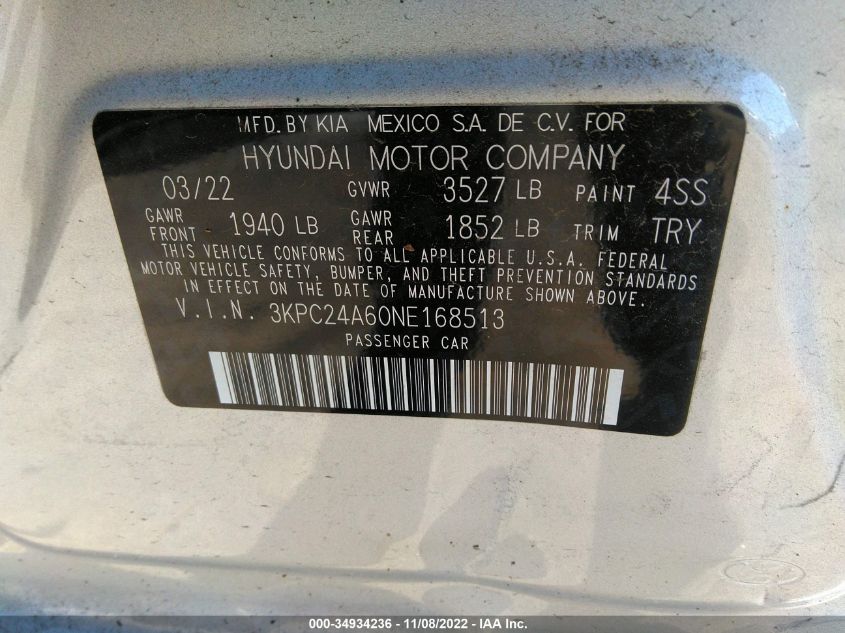 MFD. BY KIA MEXICO S.A. DE C.V. FOR
HYUNDAI MOTOR COMPANY
03/22 GVWR 3527 LB PAINT 4SS
GAWR FRONT 1940 LB GAWR REAR 1852 LB TRIM TRY
THIS VEHICLE CONFORMS TO ALL APPLICABLE U.S.A. FEDERAL
MOTOR VEHICLE SAFETY, BUMPER, AND THEFT PREVENTION STANDARDS
IN EFFECT ON THE DATE OF MANUFACTURE SHOWN ABOVE.
V.I.N. 3KPC24A60NE168513
PASSENGER CAR
000-34934236 - 11/08/2022 - IAAI Inc.